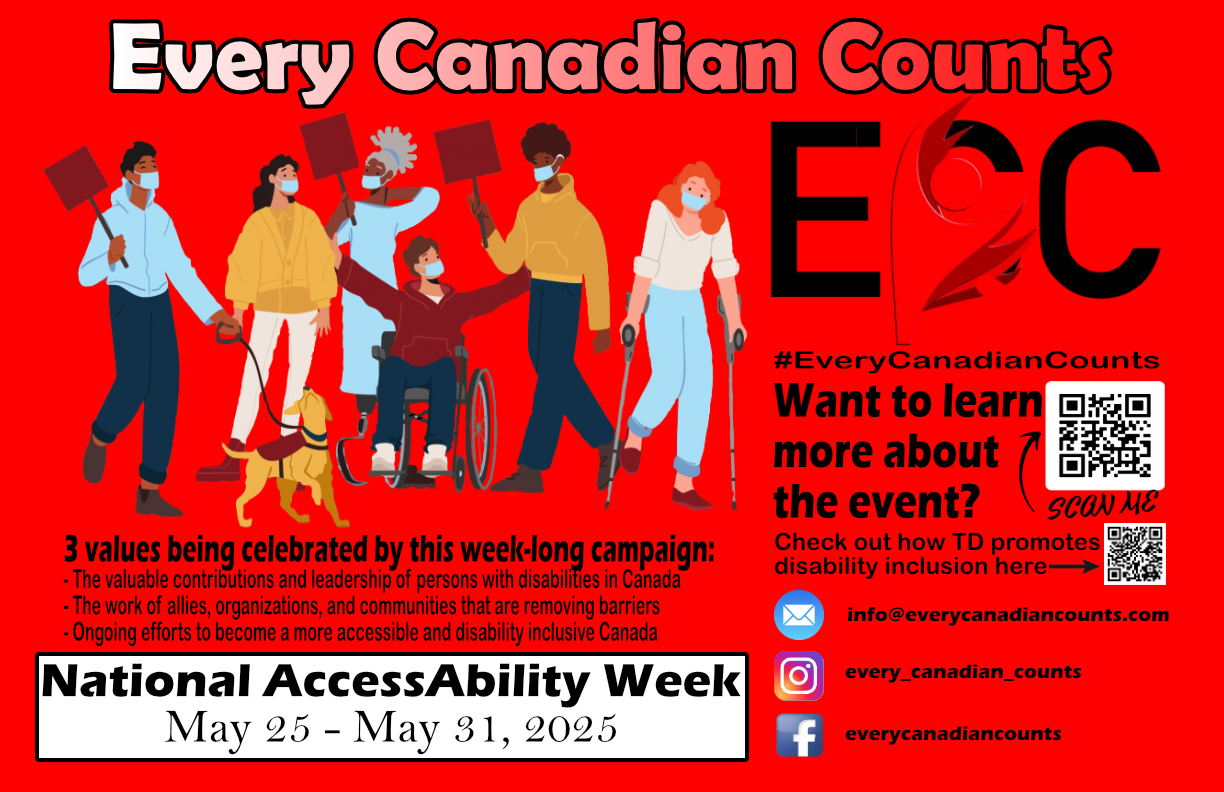 Every Canadian Counts
ECC
#EveryCanadianCounts
Want to learn
more about
the event?
SCAN ME
Check out how TD promotes
disability inclusion here
info@everycanadiancounts.com
every_canadian_counts
everycanadiancounts
3 values being celebrated by this week-long campaign:
- The valuable contributions and leadership of persons with disabilities in Canada
- The work of allies, organizations, and communities that are removing barriers
- Ongoing efforts to become a more accessible and disability inclusive Canada
National AccessAbility Week
May 25 - May 31, 2025